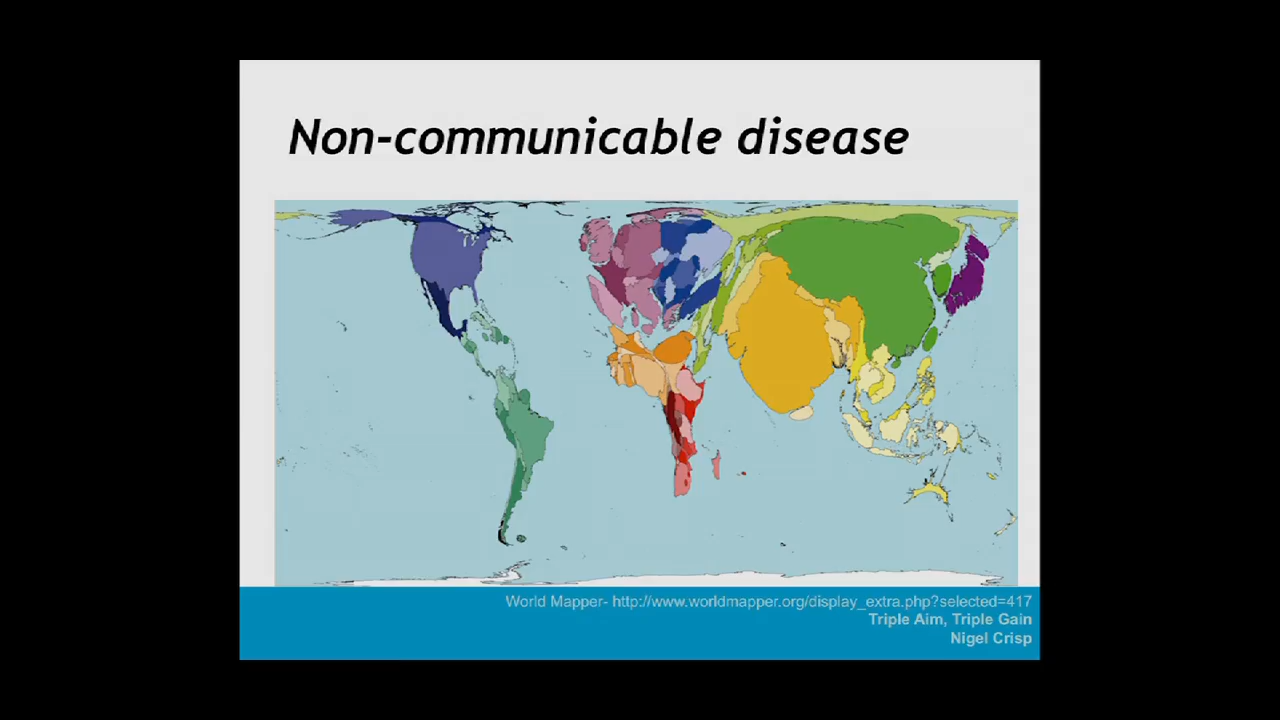 Non-communicable disease
World Mapper- http://www.worldmapper.org/display_extra.php?selected=417
Triple Aim, Triple Gain
Nigel Crisp